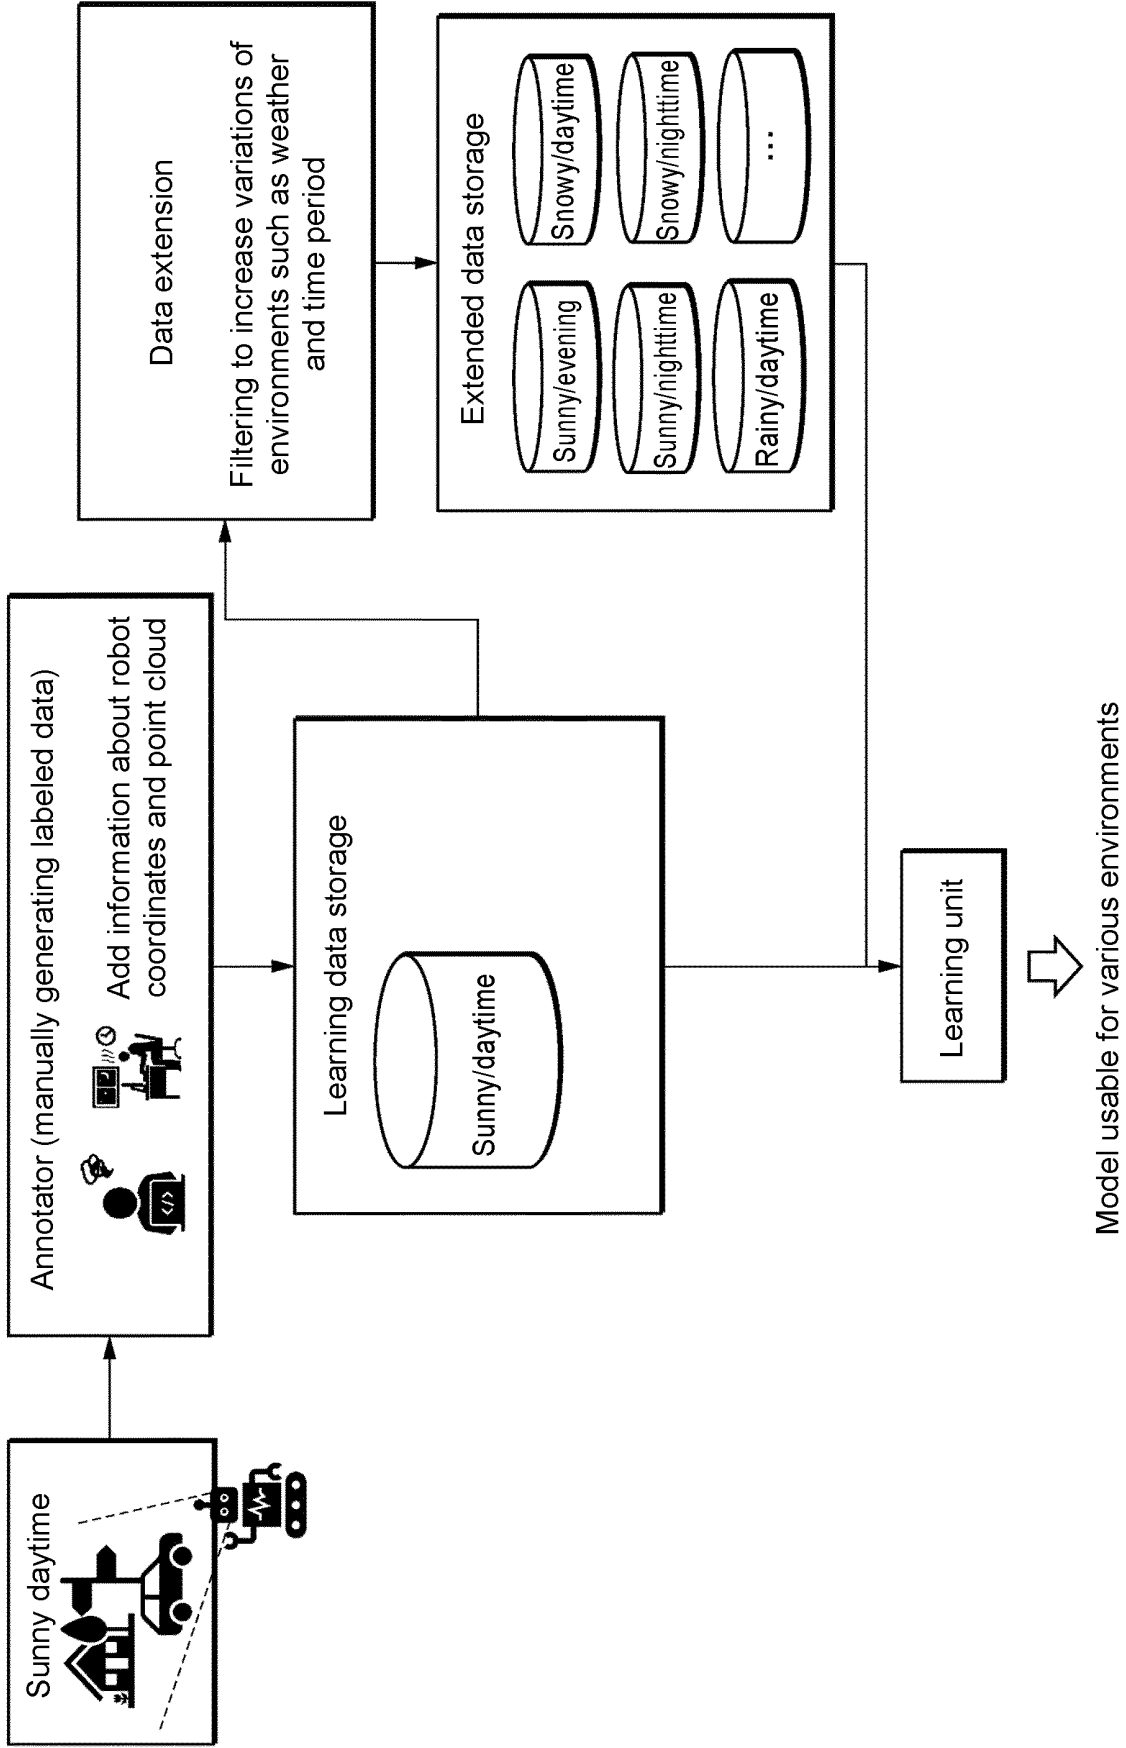 Sunny daytime
Annotator (manually generating labeled data)
</>
Add information about robot
coordinates and point cloud
Data extension
Filtering to increase variations of
environments such as weather
and time period
Learning data storage
Sunny/daytime
Extended data storage
Sunny/evening
Snowy/daytime
Sunny/nighttime
Snowy/nighttime
Rainy/daytime
...
Learning unit
Model usable for various environments